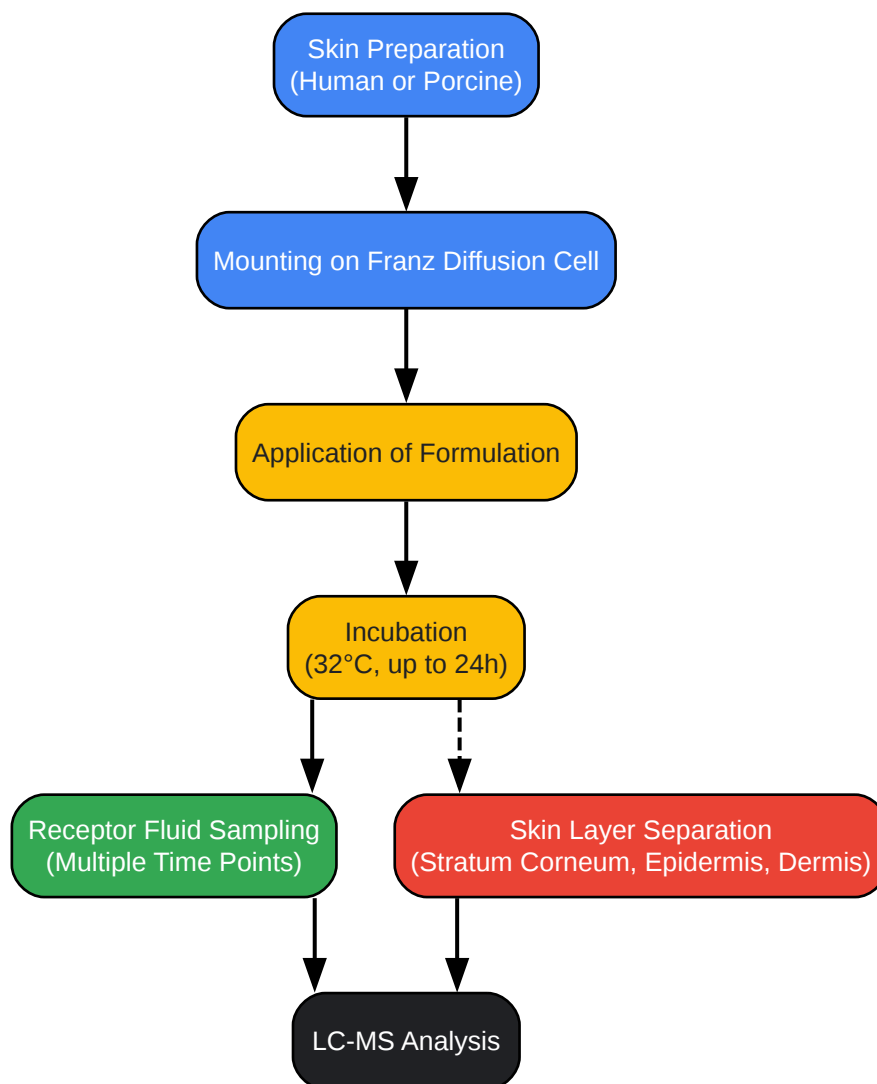 Skin Preparation
(Human or Porcine)
Mounting on Franz Diffusion Cell
Application of Formulation
Incubation
(32°C, up to 24h)
Receptor Fluid Sampling
(Multiple Time Points)
Skin Layer Separation
(Stratum Corneum, Epidermis, Dermis)
LC-MS Analysis